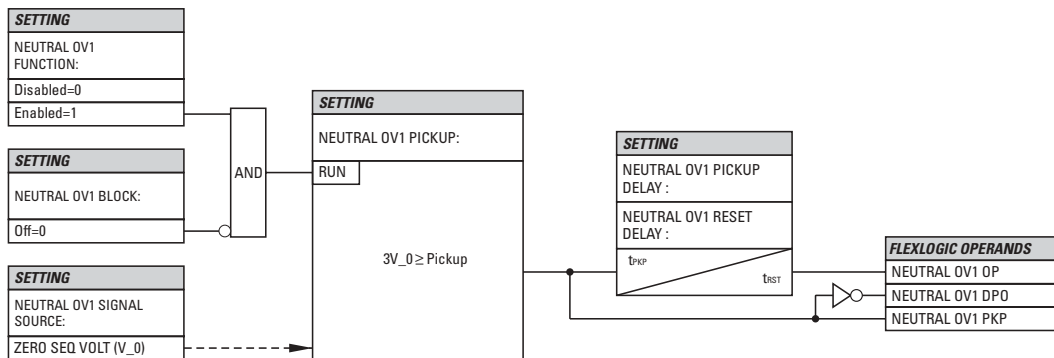 SETTING
NEUTRAL OV1
FUNCTION:
Disabled=0
Enabled=1
SETTING
NEUTRAL OV1 BLOCK:
Off=0
SETTING
NEUTRAL OV1 SIGNAL
SOURCE:
ZERO SEQ VOLT (V_0)
AND
SETTING
NEUTRAL OV1 PICKUP:
RUN
3V_0 ≥ Pickup
SETTING
NEUTRAL OV1 PICKUP
DELAY :
NEUTRAL OV1 RESET
DELAY :
tPKP
tRST
FLEXLOGIC OPERANDS
NEUTRAL OV1 OP
NEUTRAL OV1 DPO
NEUTRAL OV1 PKP